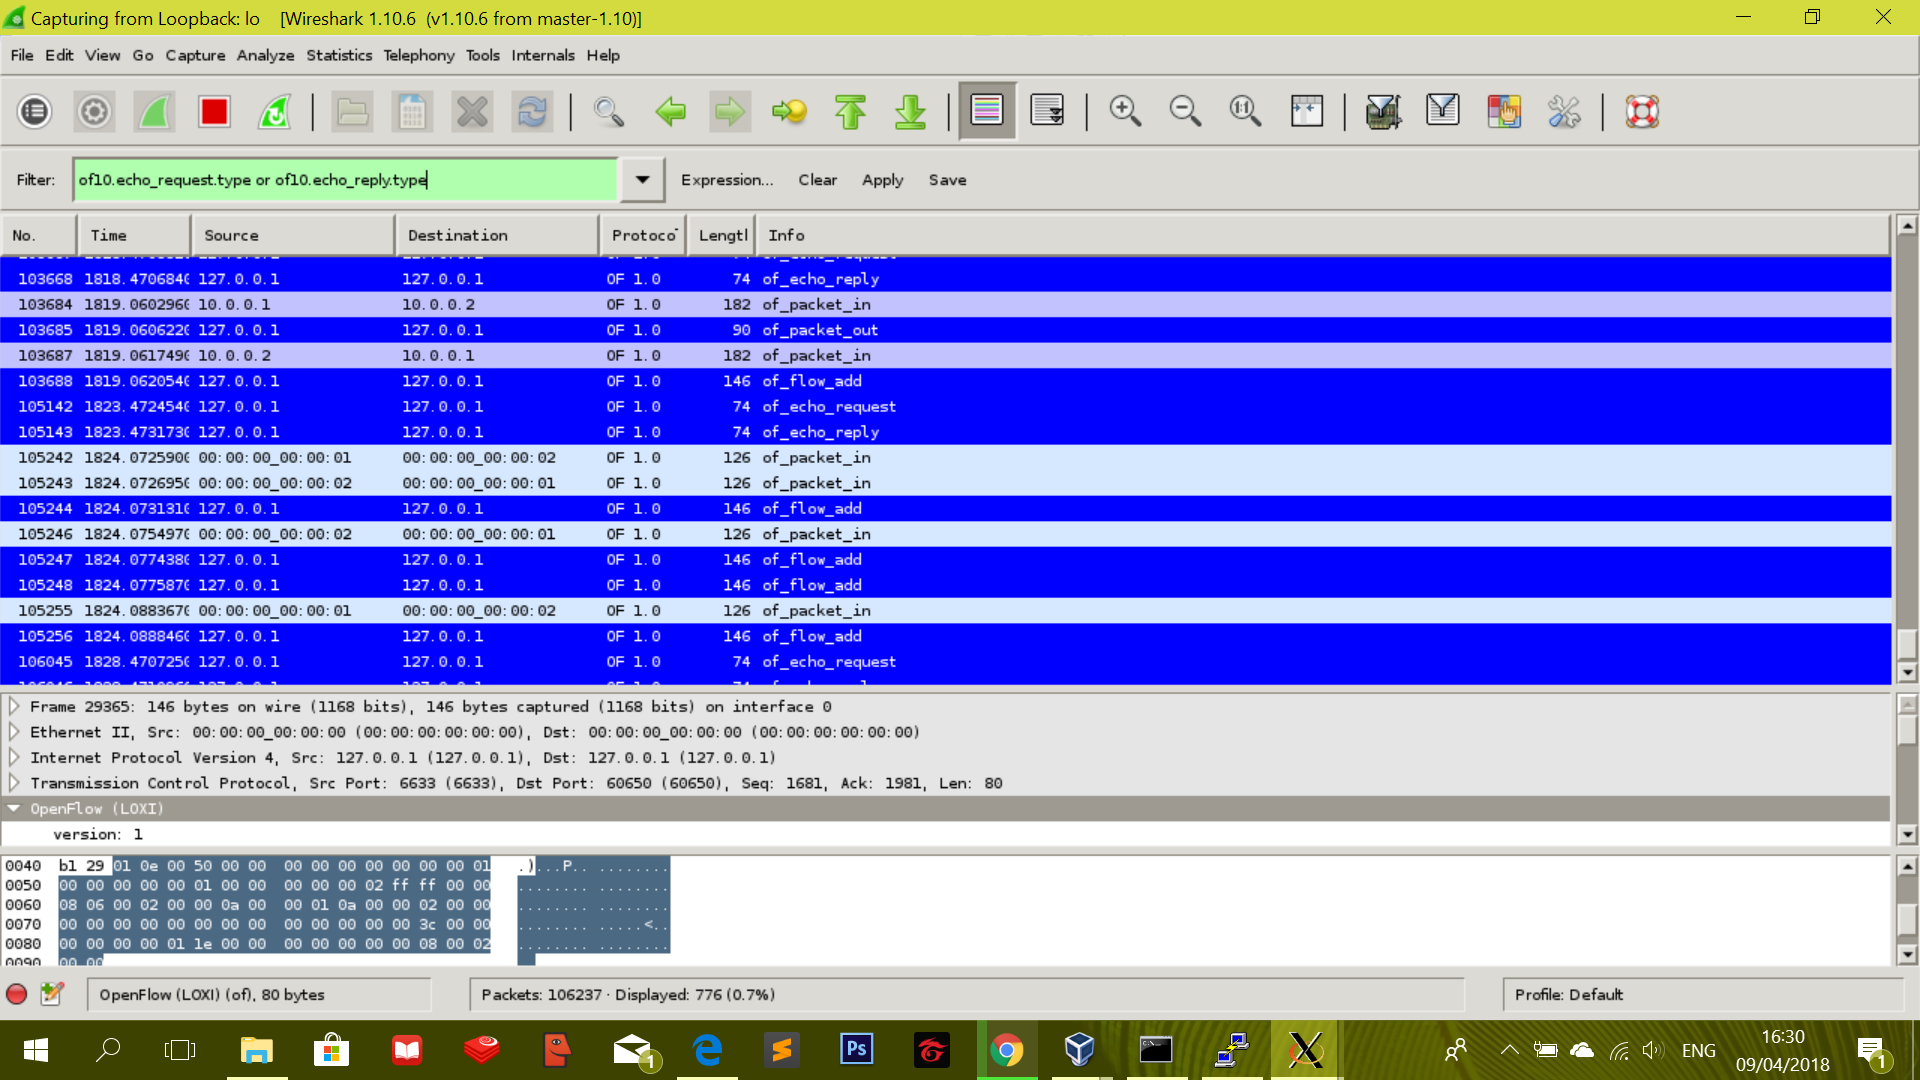 Capturing from Loopback: lo [Wireshark 1.10.6 (v1.10.6 from master-1.10)]
File Edit View Go Capture Analyze Statistics Telephony Tools Internals Help
Filter: of10.echo_request.type or of10.echo_reply.type Expression... Clear Apply Save
No. Time Source Destination Protoco Lengtl Info
103668 1818.4706840 127.0.0.1 127.0.0.1 OF 1.0 74 of_echo_reply
103684 1819.0602960 10.0.0.1 10.0.0.2 OF 1.0 182 of_packet_in
103685 1819.0606220 127.0.0.1 127.0.0.1 OF 1.0 90 of_packet_out
103687 1819.0617490 10.0.0.2 10.0.0.1 OF 1.0 182 of_packet_in
103688 1819.0620540 127.0.0.1 127.0.0.1 OF 1.0 146 of_flow_add
105142 1823.4724540 127.0.0.1 127.0.0.1 OF 1.0 74 of_echo_request
105143 1823.4731730 127.0.0.1 127.0.0.1 OF 1.0 74 of_echo_reply
105242 1824.0725900 00:00:00_00:00:01 00:00:00_00:00:02 OF 1.0 126 of_packet_in
105243 1824.0726950 00:00:00_00:00:02 00:00:00_00:00:01 OF 1.0 126 of_packet_in
105244 1824.0731310 127.0.0.1 127.0.0.1 OF 1.0 146 of_flow_add
105246 1824.0754970 00:00:00_00:00:02 00:00:00_00:00:01 OF 1.0 126 of_packet_in
105247 1824.0774380 127.0.0.1 127.0.0.1 OF 1.0 146 of_flow_add
105248 1824.0775870 127.0.0.1 127.0.0.1 OF 1.0 146 of_flow_add
105255 1824.0883670 00:00:00_00:00:01 00:00:00_00:00:02 OF 1.0 126 of_packet_in
105256 1824.0888460 127.0.0.1 127.0.0.1 OF 1.0 146 of_flow_add
106045 1828.4707250 127.0.0.1 127.0.0.1 OF 1.0 74 of_echo_request
Frame 29365: 146 bytes on wire (1168 bits), 146 bytes captured (1168 bits) on interface 0
Ethernet II, Src: 00:00:00_00:00:00 (00:00:00:00:00:00), Dst: 00:00:00_00:00:00 (00:00:00:00:00:00)
Internet Protocol Version 4, Src: 127.0.0.1 (127.0.0.1), Dst: 127.0.0.1 (127.0.0.1)
Transmission Control Protocol, Src Port: 6633 (6633), Dst Port: 60650 (60650), Seq: 1681, Ack: 1981, Len: 80
OpenFlow (LOXI)
version: 1
0040 b1 29 01 0e 00 50 00 00 00 00 00 00 00 00 00 01 .)...P.. ........
0050 00 00 00 00 00 01 00 00 00 00 00 02 ff ff 00 00 ........ ........
0060 08 06 00 02 00 00 0a 00 00 01 0a 00 00 02 00 00 ........ ........
0070 00 00 00 00 00 00 00 00 00 00 00 00 00 3c 00 00 ........ .....<..
0080 00 00 00 00 01 1e 00 00 00 00 00 00 00 08 00 02 ........ ........
0090 00 00
OpenFlow (LOXI) (of), 80 bytes Packets: 106237 · Displayed: 776 (0.7%) Profile: Default
1 Ps ENG 16:30
09/04/2018 1